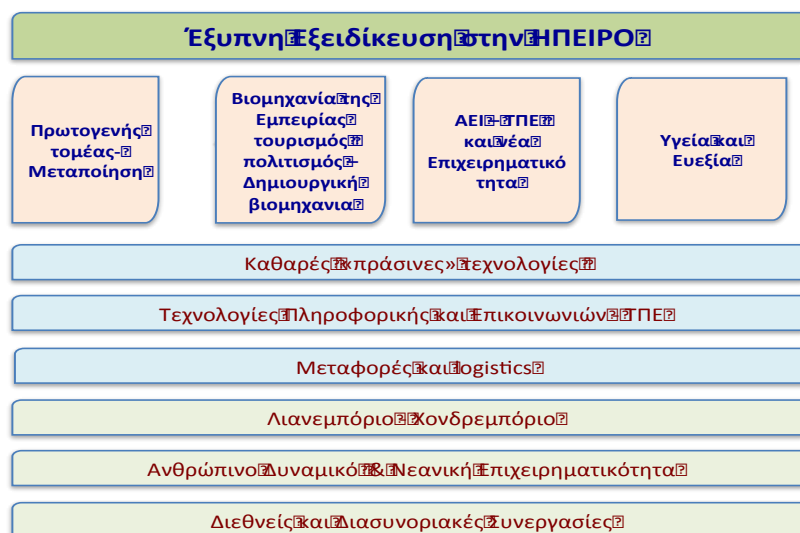 Έξυπνη Εξειδίκευση στην ΗΠΕΙΡΟ
Πρωτογενής
τομέας-
Μεταποίηση
Βιομηχανία της
Εμπειρίας
τουρισμός
πολιτισμός –
Δημιουργική
βιομηχανια
ΑΕΙ – ΤΠΕ
και νέα
Επιχειρηματικό
τητα
Υγεία και
Ευεξία
Καθαρές «πράσινες» τεχνολογίες
Τεχνολογίες Πληροφορικής και Επικοινωνιών - ΤΠΕ
Μεταφορές και logistics
Λιανεμπόριο - Χονδρεμπόριο
Ανθρώπινο Δυναμικό & Νεανική Επιχειρηματικότητα
Διεθνείς και Διασυνοριακές Συνεργασίες